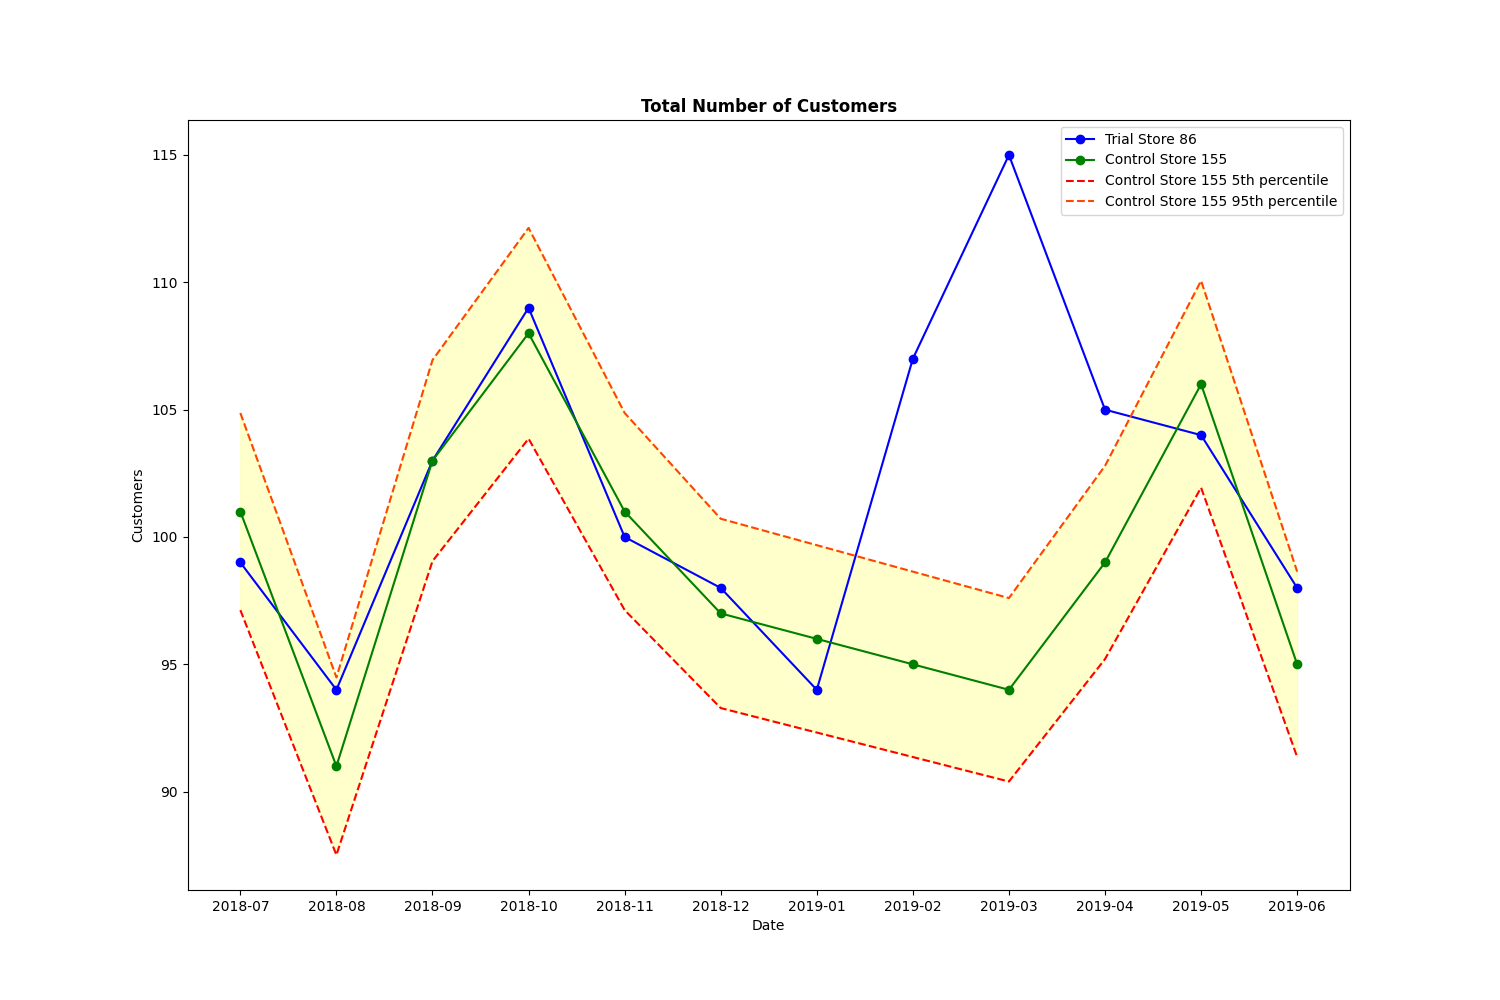 Total Number of Customers
Trial Store 86
Control Store 155
Control Store 155 5th percentile
Control Store 155 95th percentile
115
110
105
100
95
90
Customers
2018-07 2018-08 2018-09 2018-10 2018-11 2018-12 2019-01 2019-02 2019-03 2019-04 2019-05 2019-06
Date